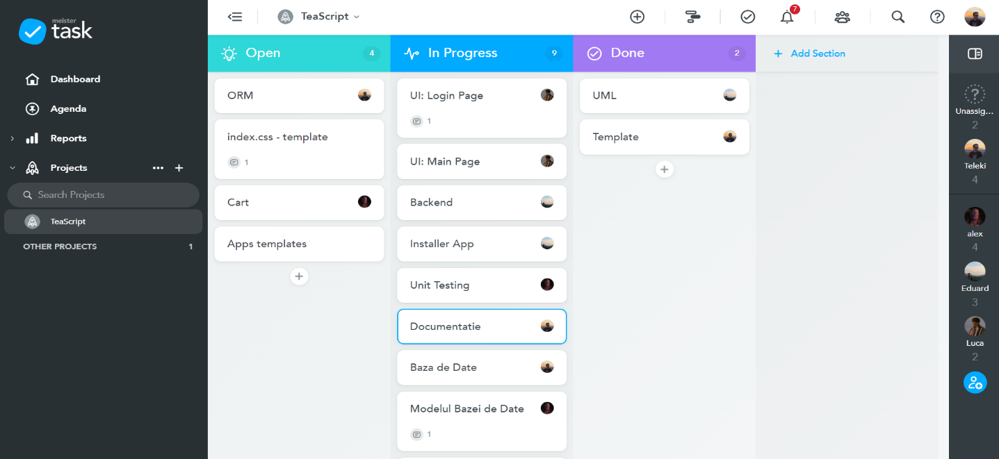 meister
task
Dashboard
Agenda
Reports
Projects
Search Projects
TeaScript
OTHER PROJECTS 1
TeaScript
7
Open 4
ORM
index.css - template
1
Cart
Apps templates
In Progress 9
UI: Login Page
1
UI: Main Page
Backend
Installer App
Unit Testing
Documentatie
Baza de Date
Modelul Bazei de Date
1
Done 2
UML
Template
+ Add Section
Unassig...
2
Teleki
4
alex
4
Eduard
3
Luca
2